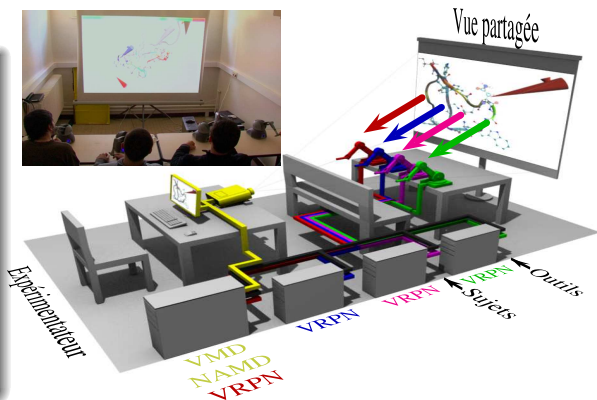 Vue partagée
Expérimentateur
VMD
NAMD
VRPN
VRPN
VRPN
VRPN
Sujets
Outils